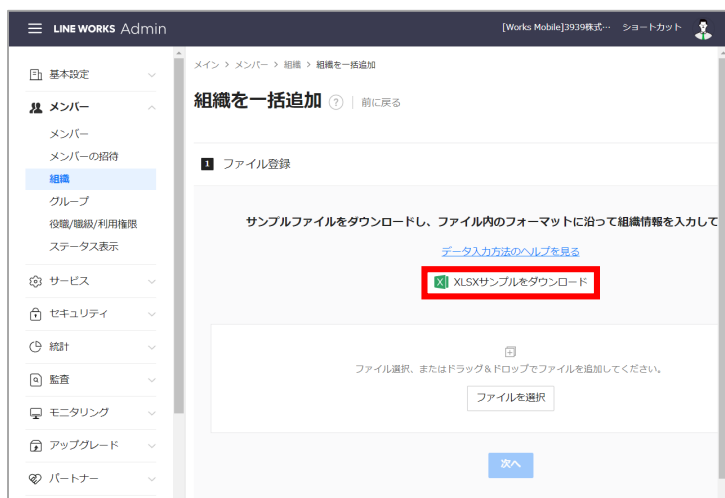 LINE WORKS Admin
[Works Mobile]3939株式… ショートカット
基本設定
メンバー
メンバー
メンバーの招待
組織
グループ
役職/職級/利用権限
ステータス表示
サービス
セキュリティ
統計
監査
モニタリング
アップグレード
パートナー
メイン > メンバー > 組織 > 組織を一括追加
組織を一括追加 ? | 前に戻る
1 ファイル登録
サンプルファイルをダウンロードし、ファイル内のフォーマットに沿って組織情報を入力して
データ入力方法のヘルプを見る
XLSXサンプルをダウンロード
ファイル選択、またはドラッグ＆ドロップでファイルを追加してください。
ファイルを選択
次へ